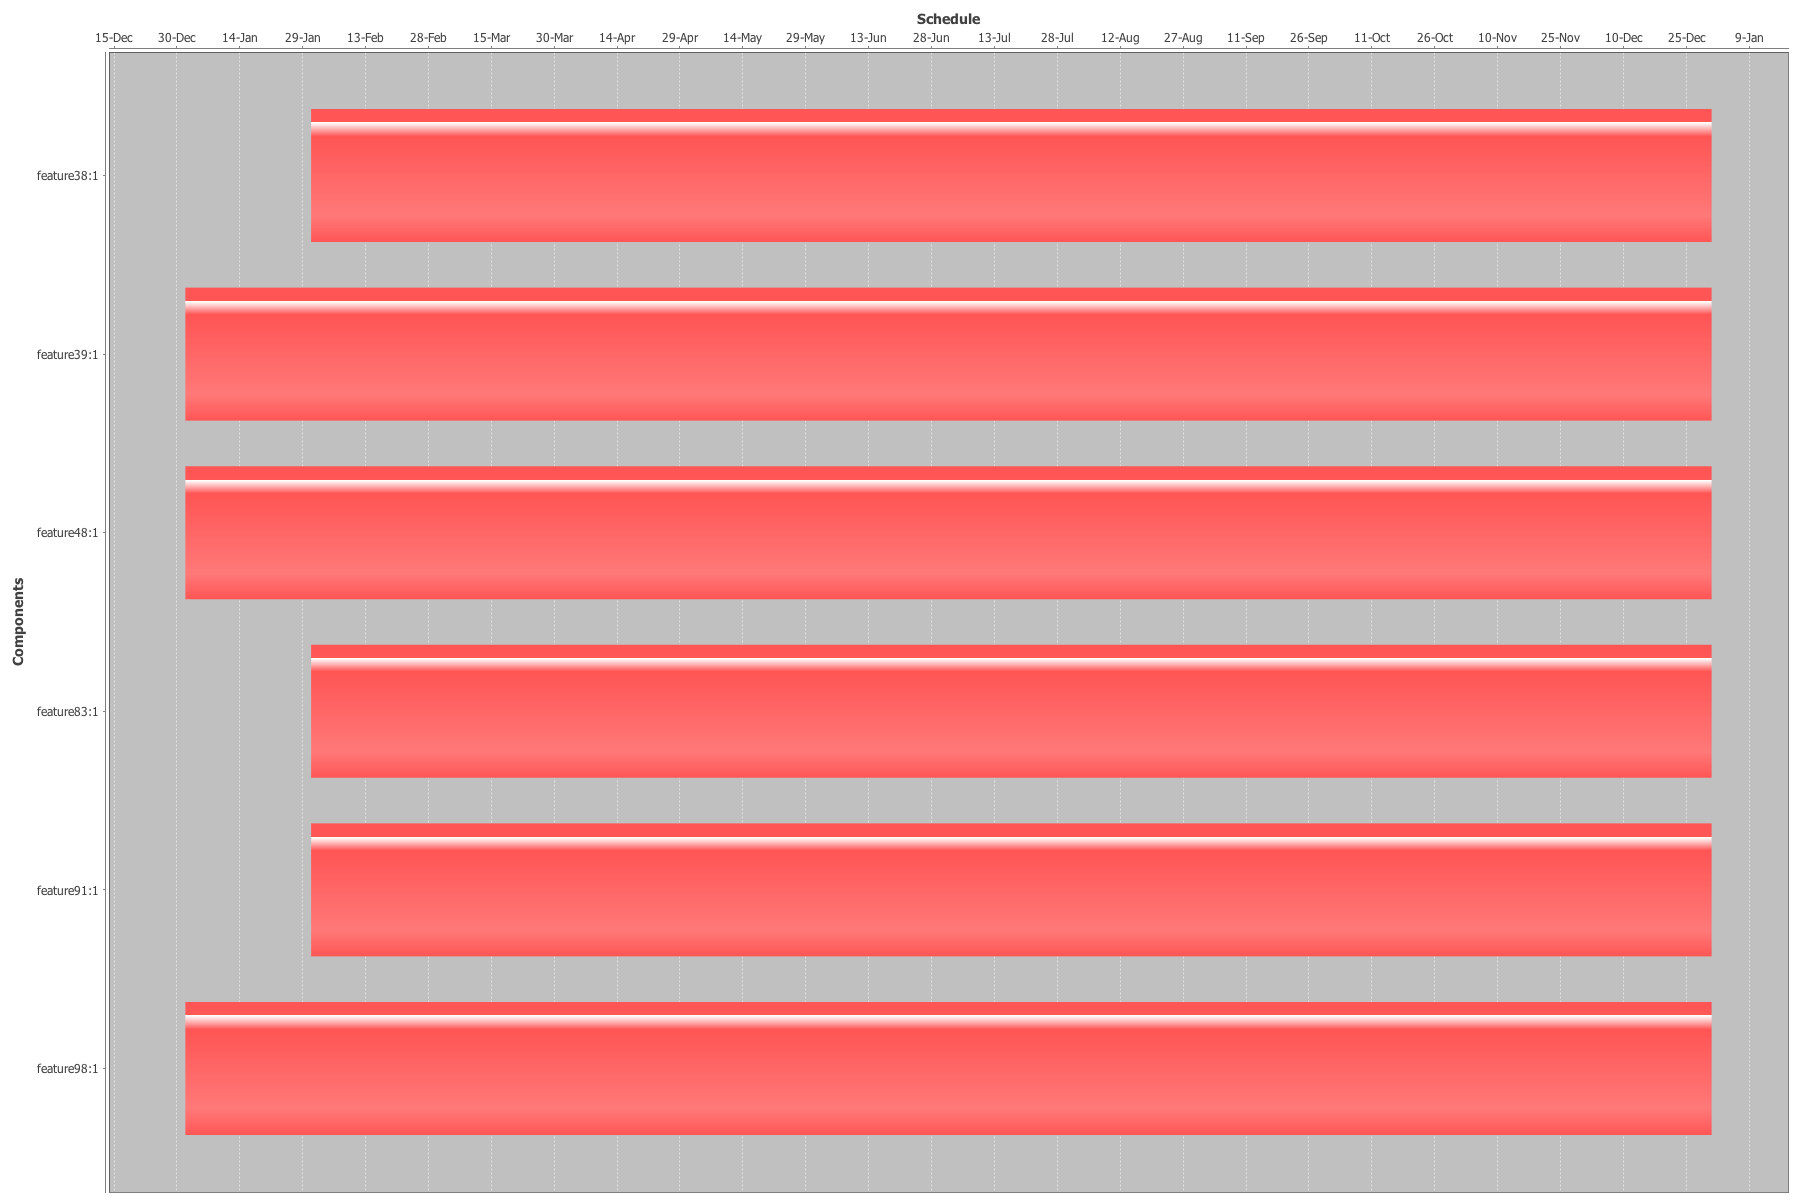 Schedule
15-Dec 30-Dec 14-Jan 29-Jan 13-Feb 28-Feb 15-Mar 30-Mar 14-Apr 29-Apr 14-May 29-May 13-Jun 28-Jun 13-Jul 28-Jul 12-Aug 27-Aug 11-Sep 26-Sep 11-Oct 26-Oct 10-Nov 25-Nov 10-Dec 25-Dec 9-Jan
feature38:1
feature39:1
feature48:1
Components
feature83:1
feature91:1
feature98:1